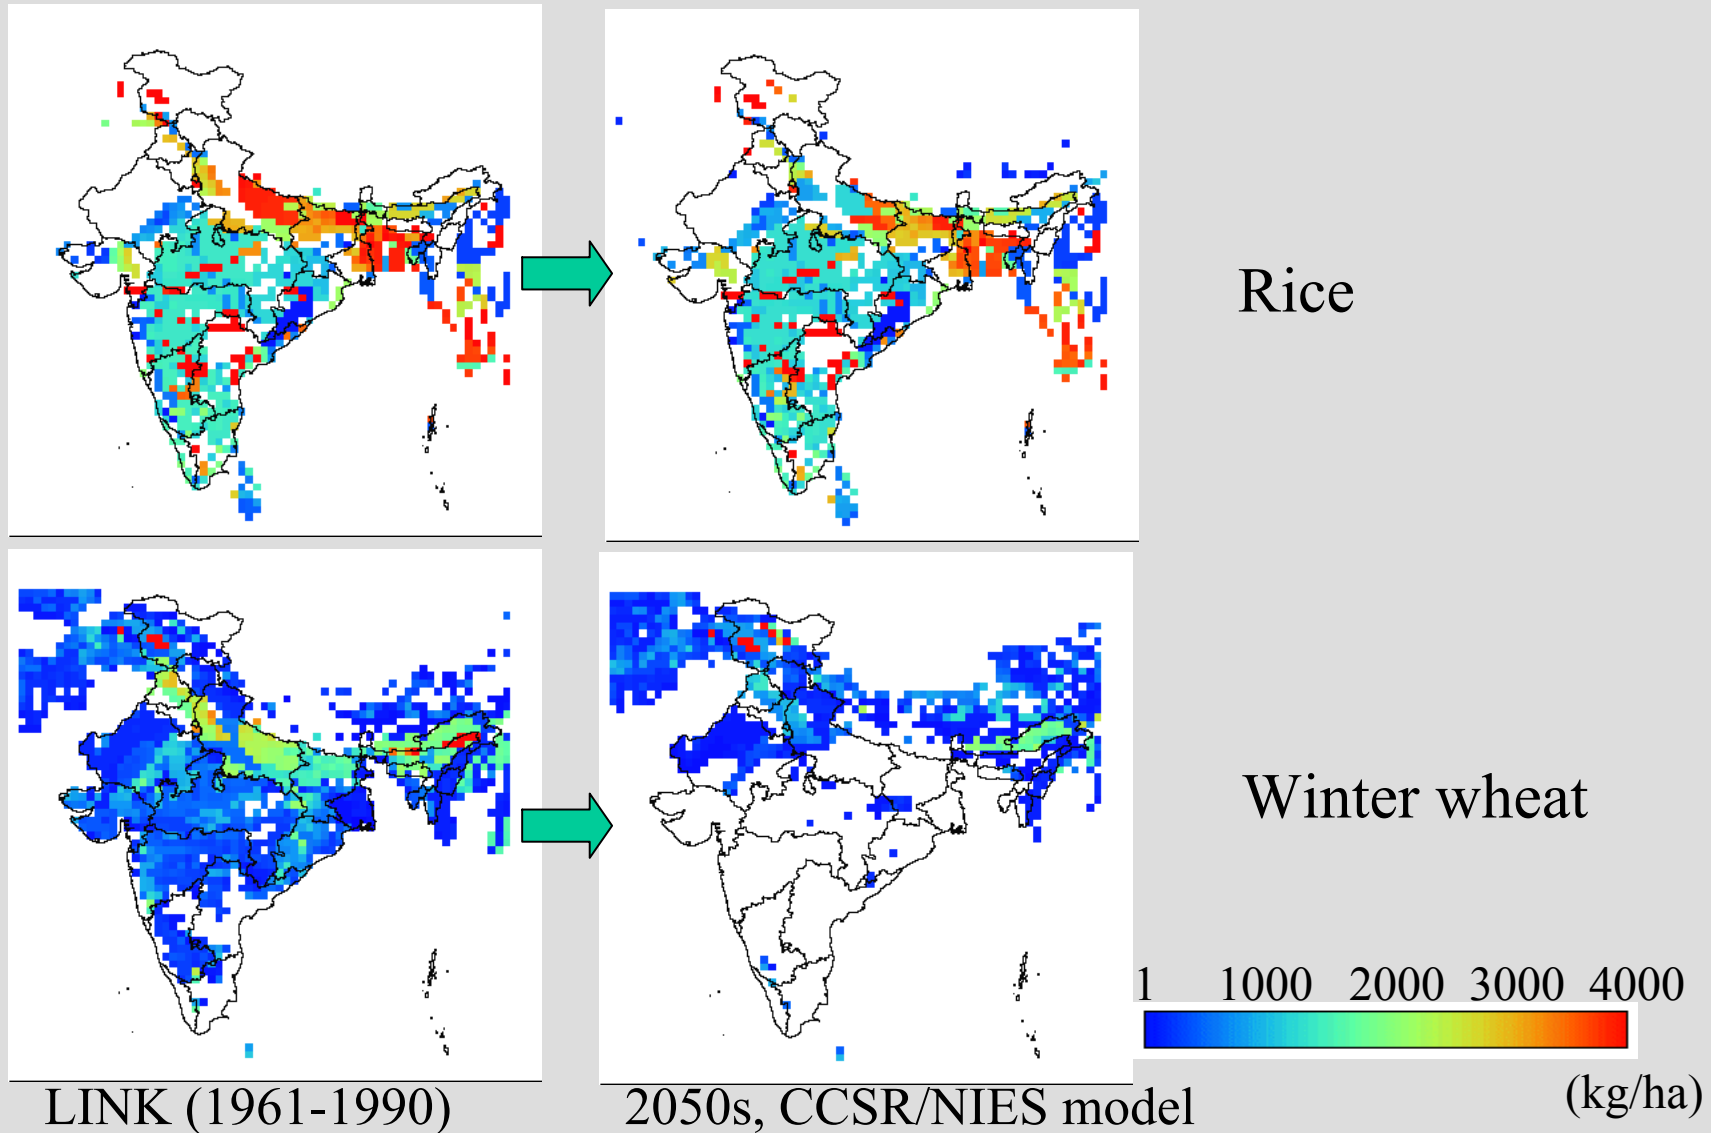 Rice
Winter wheat
1 1000 2000 3000 4000
(kg/ha)
LINK (1961-1990)
2050s, CCSR/NIES model